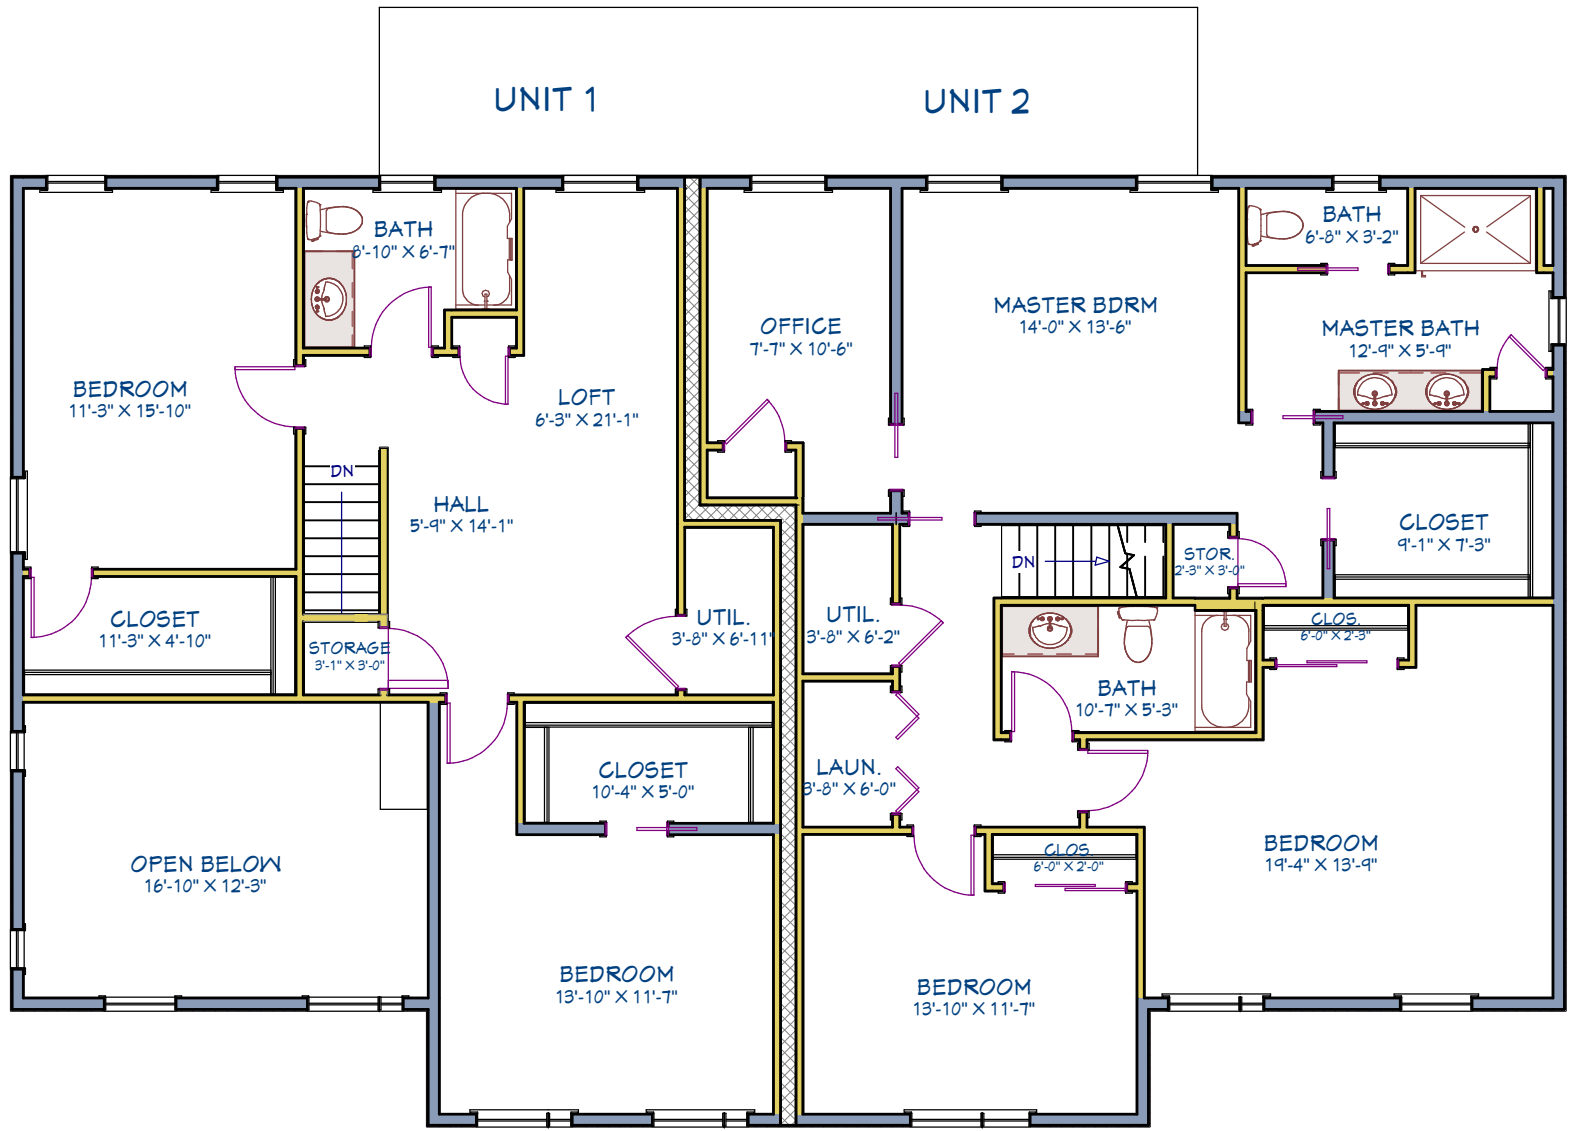 UNIT 1
UNIT 2
BATH
8'-10" X 6'-7"
BATH
6'-8" X 3'-2"
MASTER BDRM
14'-0" X 13'-6"
OFFICE
7'-7" X 10'-6"
MASTER BATH
12'-9" X 5'-9"
BEDROOM
11'-3" X 15'-10"
LOFT
6'-3" X 21'-1"
DN
HALL
5'-9" X 14'-1"
CLOSET
9'-1" X 7'-3"
DN
STOR.
2'-3" X 3'-0"
CLOSET
11'-3" X 4'-10"
UTIL.
3'-8" X 6'-11"
UTIL.
3'-8" X 6'-2"
CLOS.
6'-0" X 2'-3"
STORAGE
3'-1" X 3'-0"
BATH
10'-7" X 5'-3"
CLOSET
10'-4" X 5'-0"
LAUN.
3'-8" X 6'-0"
OPEN BELOW
16'-10" X 12'-3"
CLOS.
6'-0" X 2'-0"
BEDROOM
19'-4" X 13'-9"
BEDROOM
13'-10" X 11'-7"
BEDROOM
13'-10" X 11'-7"